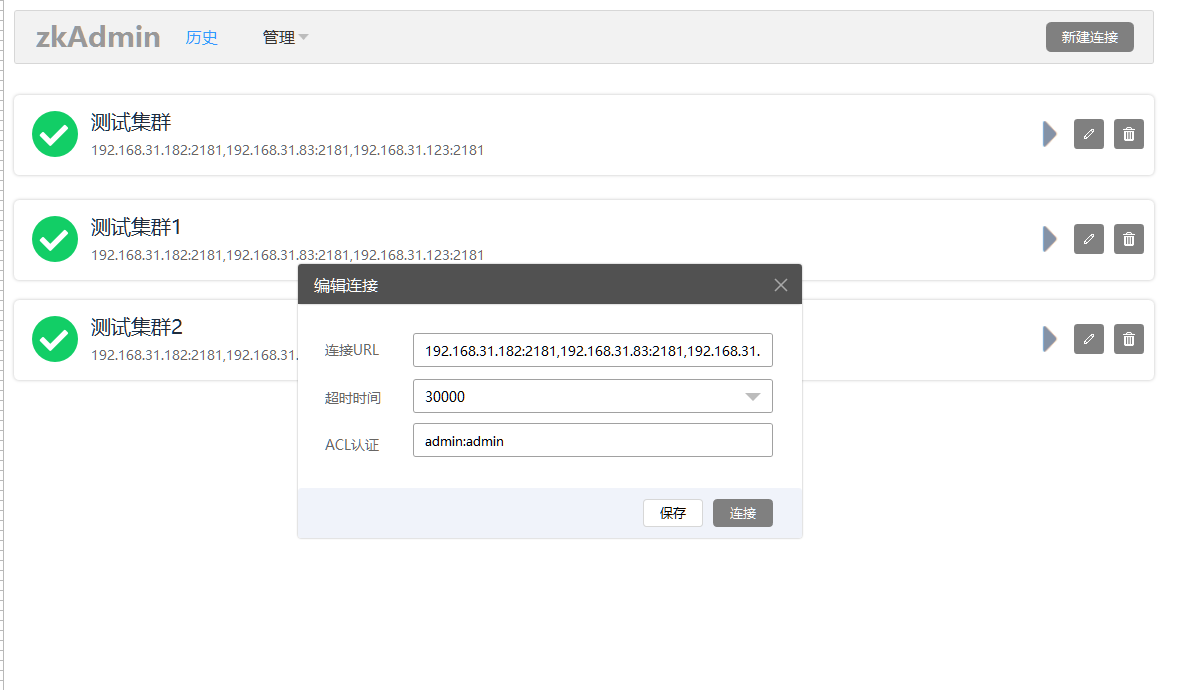 zkAdmin 历史 管理 新建连接
测试集群
192.168.31.182:2181,192.168.31.83:2181,192.168.31.123:2181
测试集群1
192.168.31.182:2181,192.168.31.83:2181,192.168.31.123:2181
测试集群2
192.168.31.182:2181,192.168.31.
编辑连接
连接URL 192.168.31.182:2181,192.168.31.83:2181,192.168.31.
超时时间 30000
ACL认证 admin:admin
保存 连接